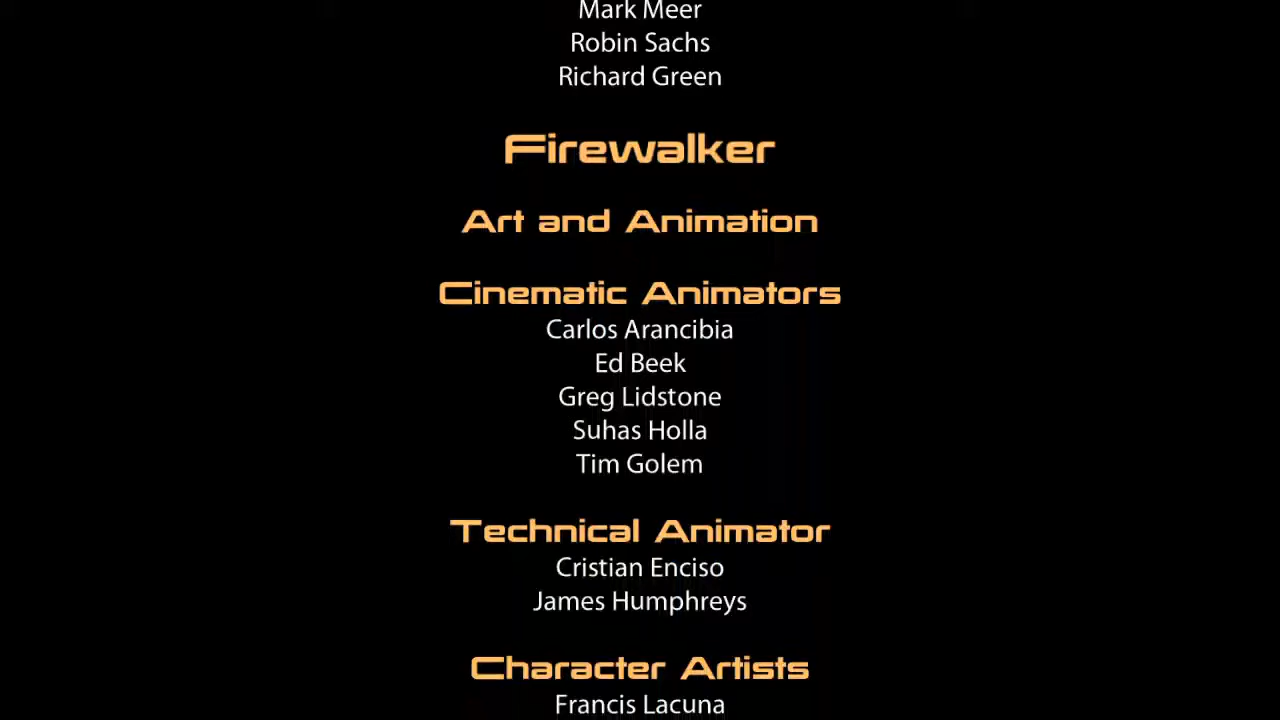 Mark Meer
Robin Sachs
Richard Green
Firewalker
Art and Animation
Cinematic Animators
Carlos Arancibia
Ed Beek
Greg Lidstone
Suhas Holla
Tim Golem
Technical Animator
Cristian Enciso
James Humphreys
Character Artists
Francis Lacuna